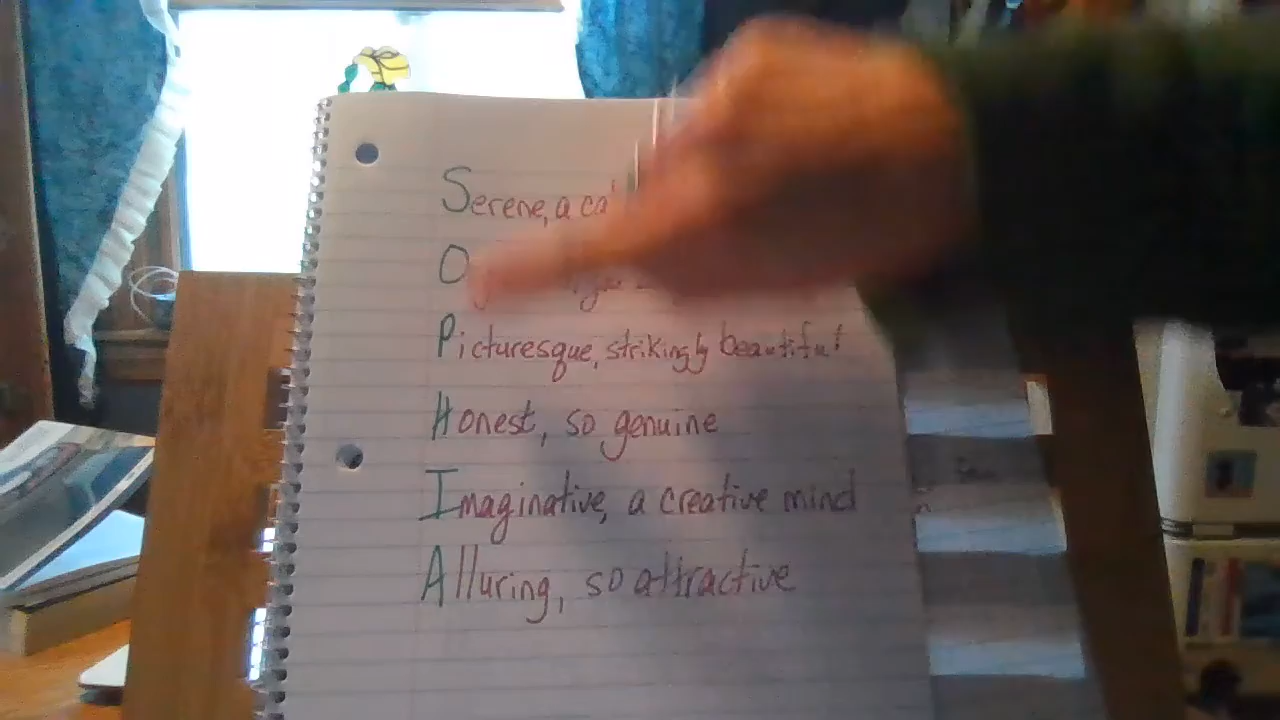 Serene, a
O
Picturesque, strikingly beautiful
Honest, so genuine
Imaginative, a creative mind
Alluring, so attractive